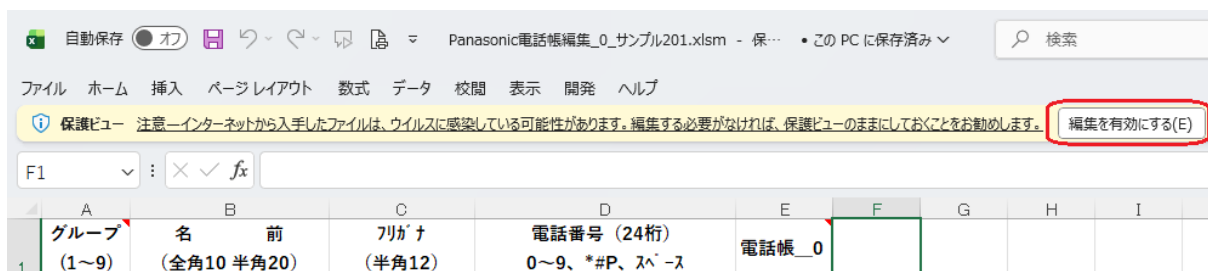 自動保存 オフ Panasonic電話帳編集_0_サンプル201.xlsm - 保… • この PC に保存済み 検索
ファイル ホーム 挿入 ページ レイアウト 数式 データ 校閲 表示 開発 ヘルプ
保護ビュー 注意—インターネットから入手したファイルは、ウイルスに感染している可能性があります。編集する必要がなければ、保護ビューのままにしておくことをお勧めします。 編集を有効にする(E)
F1 fx
A B C D E F G H I
グループ 名 前 ﾌﾘｶﾞﾅ 電話番号（24桁） 電話帳__0
1 (1～9) （全角10 半角20） （半角12） 0～9、*#P、ｽﾍﾟｰｽ